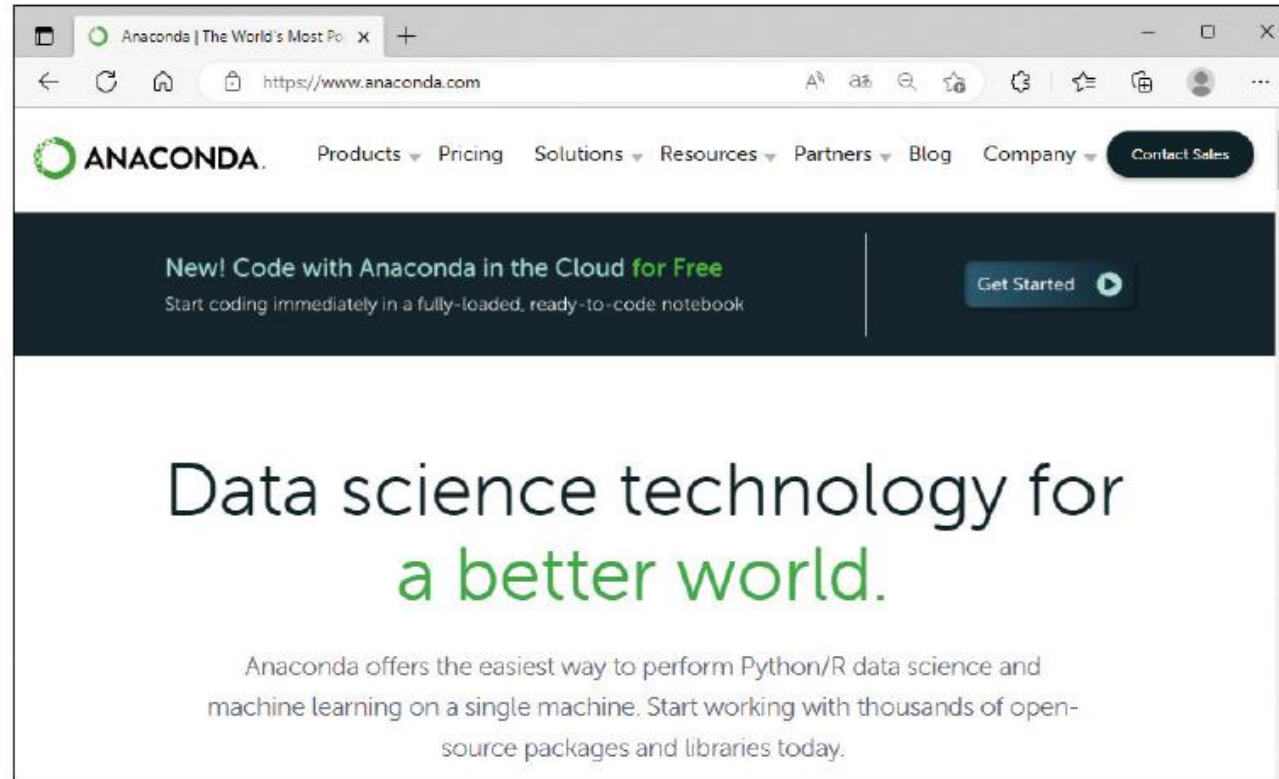 Anaconda | The World's Most Po
https://www.anaconda.com
ANACONDA.
Products Pricing Solutions Resources Partners Blog Company Contact Sales
New! Code with Anaconda in the Cloud for Free
Start coding immediately in a fully-loaded, ready-to-code notebook
Get Started
Data science technology for
a better world.
Anaconda offers the easiest way to perform Python/R data science and
machine learning on a single machine. Start working with thousands of open-
source packages and libraries today.